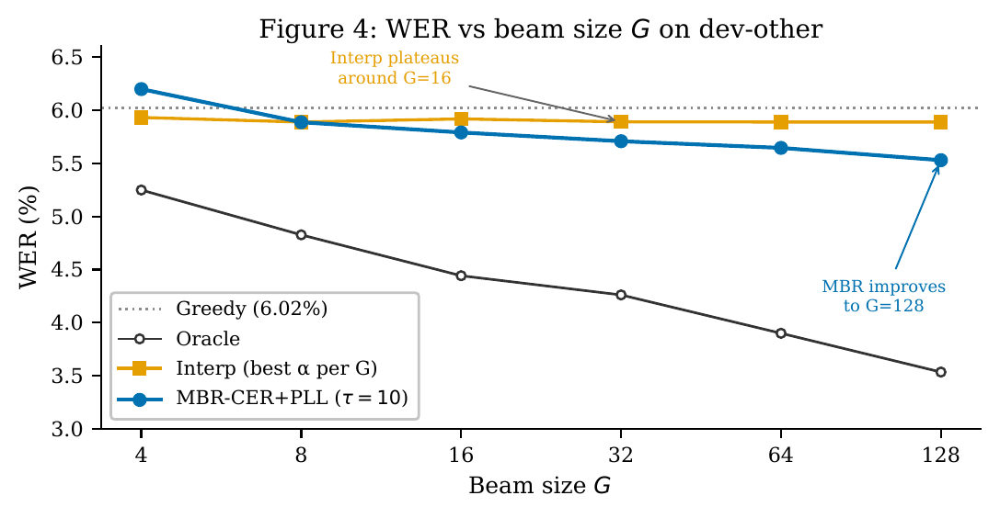 Figure 4: WER vs beam size G on dev-other
Interp plateaus
around G=16
6.5
6.0
5.5
5.0
4.5
4.0
3.5
3.0
WER (%)
MBR improves
to G=128
Greedy (6.02%)
Oracle
Interp (best α per G)
MBR-CER+PLL (τ = 10)
4 8 16 32 64 128
Beam size G